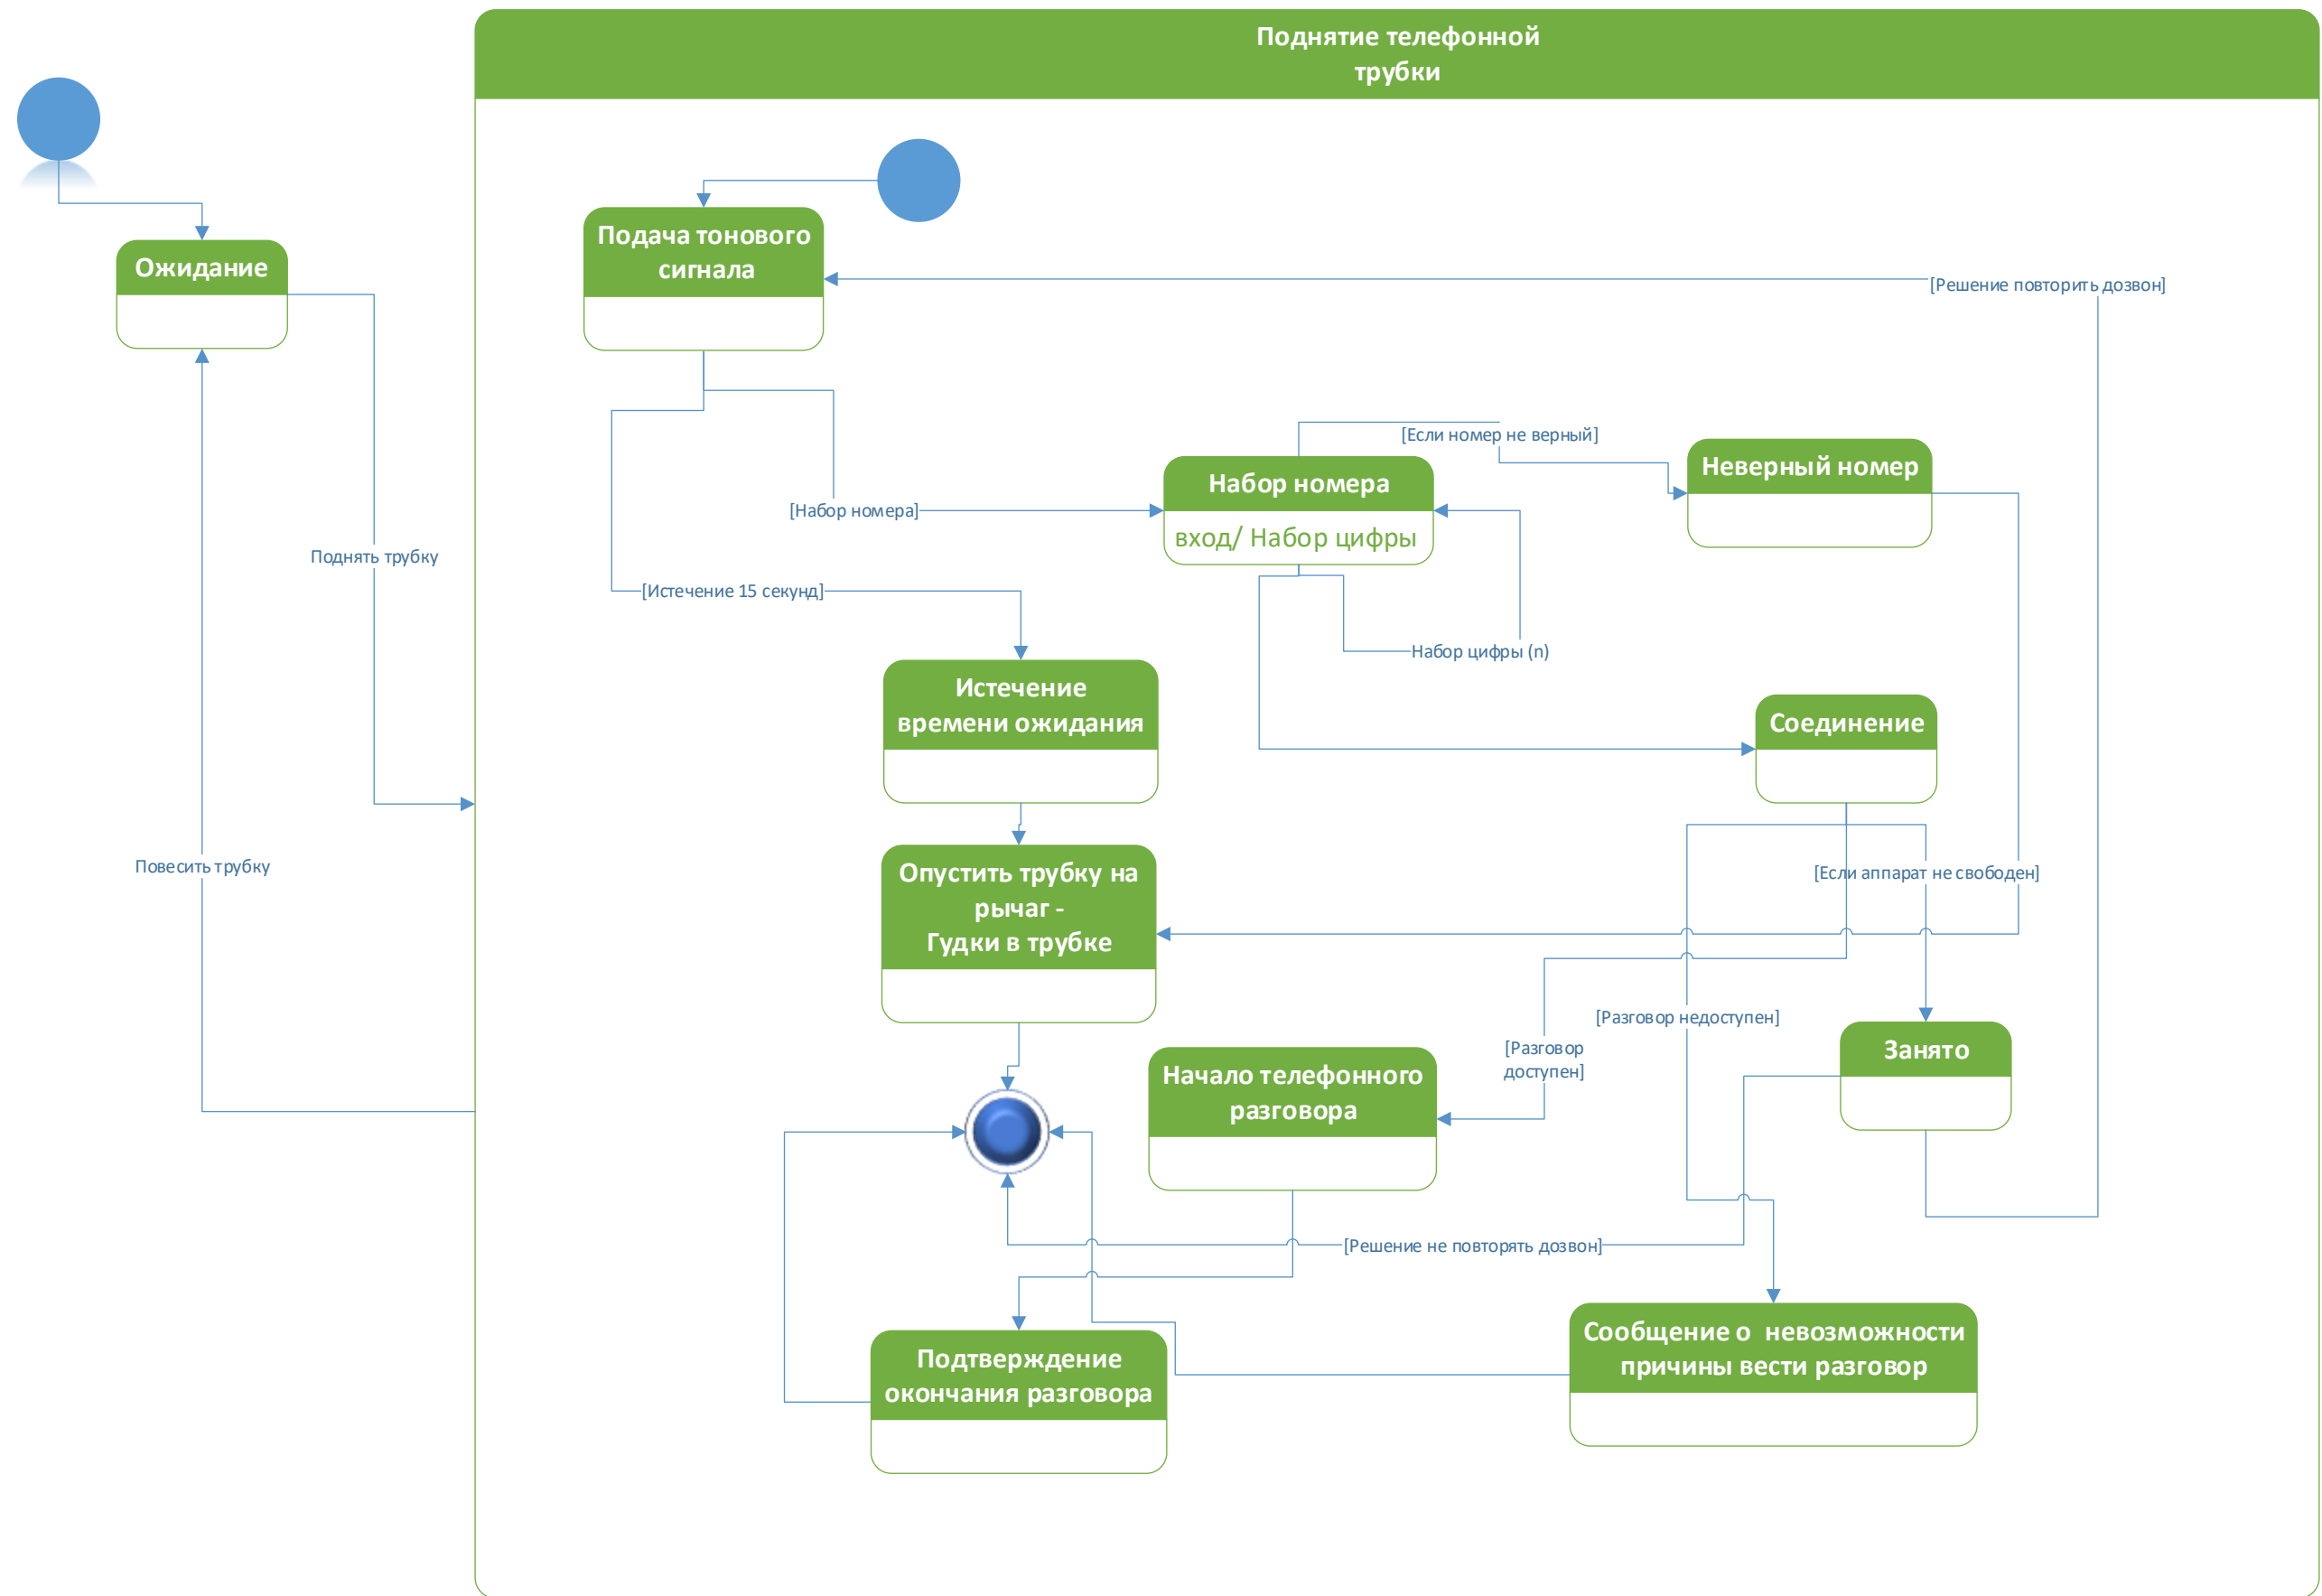 Поднятие телефонной
трубки
Подача тонового
сигнала
Ожидание
[Решение повторить дозвон]
[Если номер не верный]
Неверный номер
Набор номера
[Набор номера]
вход/ Набор цифры
Поднять трубку
[Истечение 15 секунд]
Набор цифры (n)
Истечение
времени ожидания
Соединение
Повесить трубку
[Если аппарат не свободен]
Опустить трубку на
рычаг -
Гудки в трубке
[Разговор недоступен]
[Разговор
доступен]
Занято
Начало телефонного
разговора
[Решение не повторять дозвон]
Сообщение о  невозможности
причины вести разговор
Подтверждение
окончания разговора